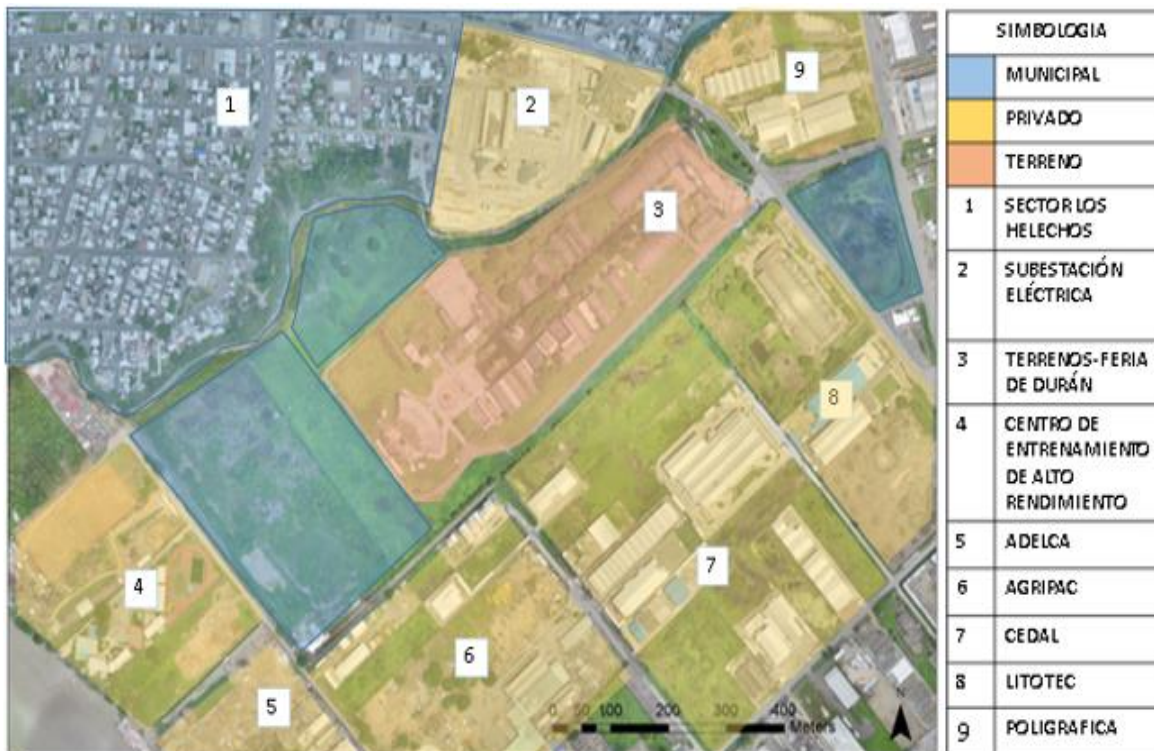 1
2
9
3
8
4
7
6
5
0 50 100 200 300 400
Meters
N
SIMBOLOGIA
MUNICIPAL
PRIVADO
TERRENO
1 SECTOR LOS
HELECHOS
2 SUBESTACIÓN
ELÉCTRICA
3 TERRENOS-FERIA
DE DURÁN
4 CENTRO DE
ENTRENAMIENTO
DE ALTO
RENDIMIENTO
5 ADELCA
6 AGRIPAC
7 CEDAL
8 LITOTEC
9 POLIGRAFICA